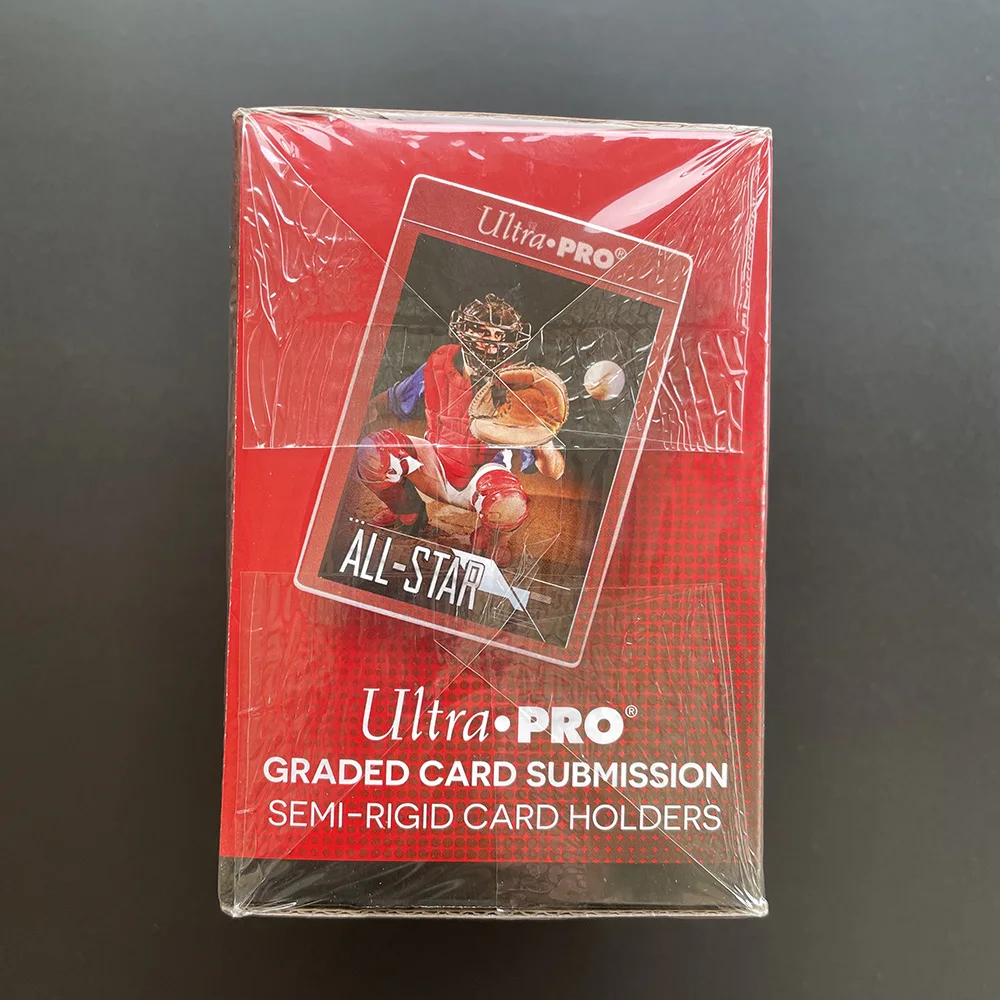 Ultra•PRO®
ALL-STAR
Ultra•PRO®
GRADED CARD SUBMISSION
SEMI-RIGID CARD HOLDERS